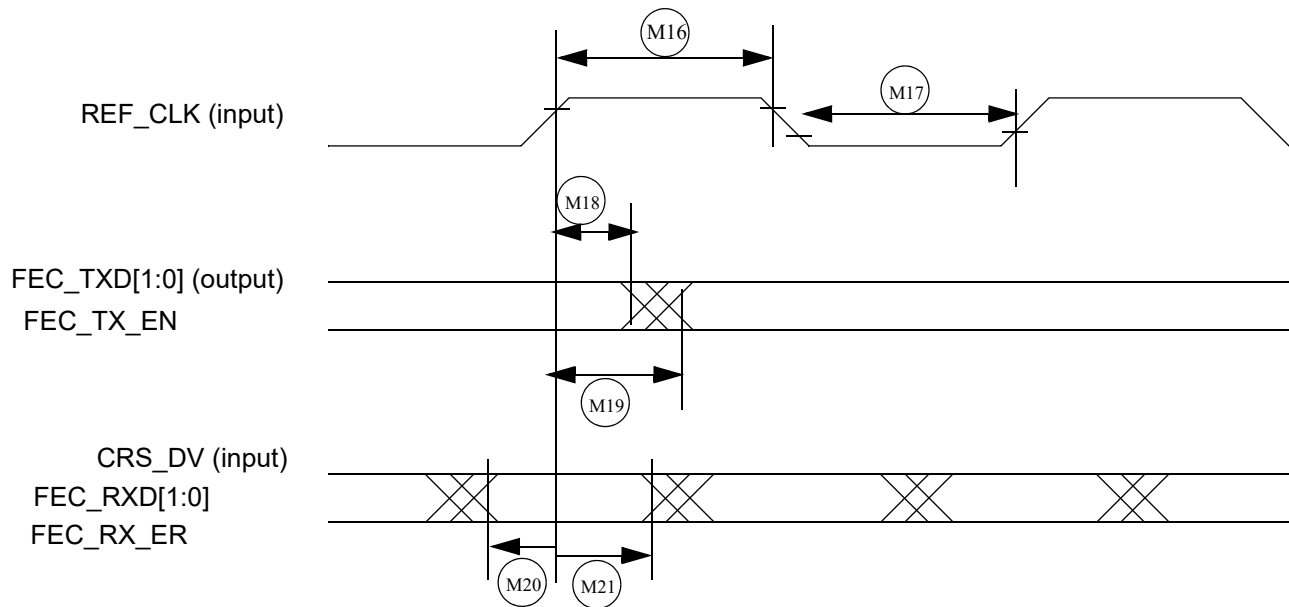 M16
REF_CLK (input)
M17
M18
FEC_TXD[1:0] (output)
FEC_TX_EN
M19
CRS_DV (input)
FEC_RXD[1:0]
FEC_RX_ER
M20
M21